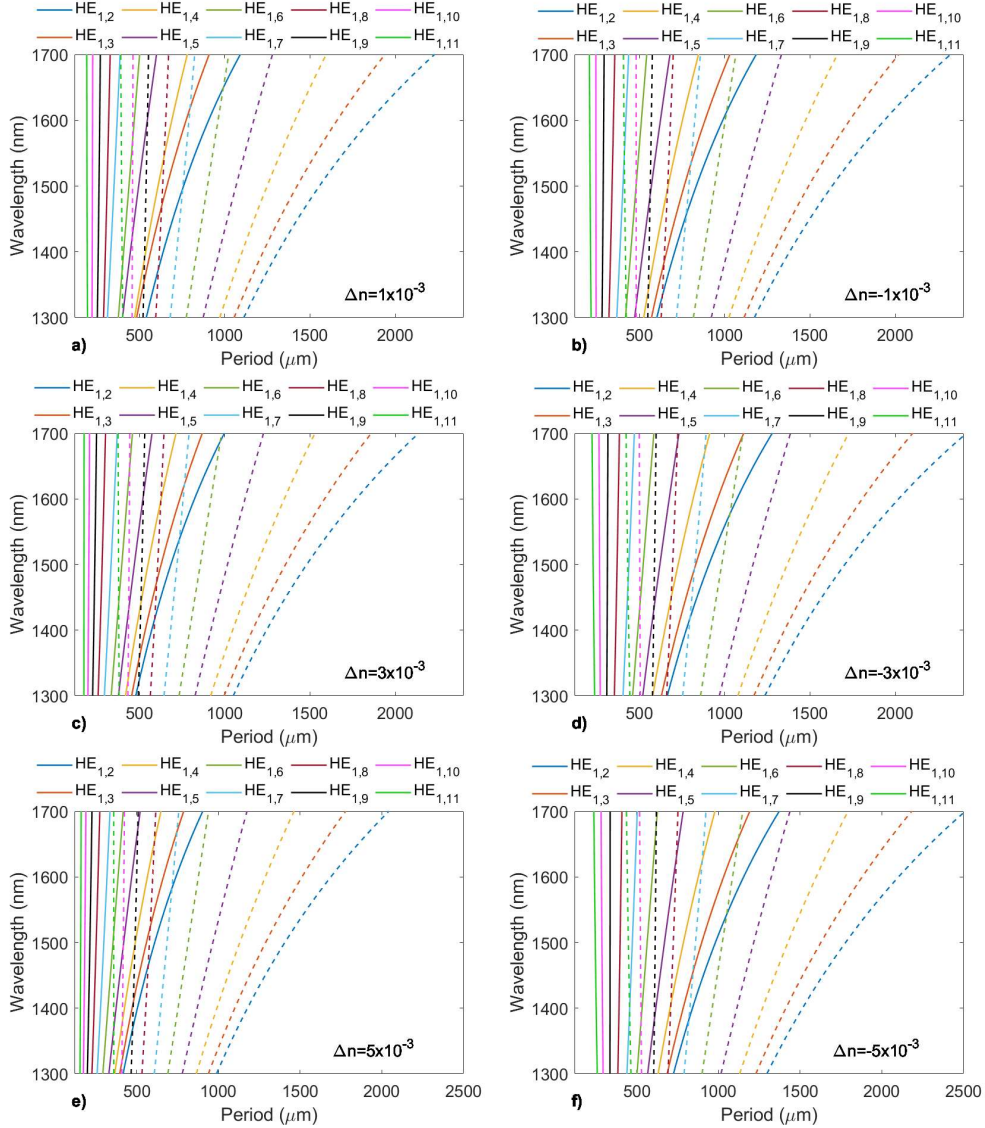 HE1,2 HE1,4 HE1,6 HE1,8 HE1,10
HE1,3 HE1,5 HE1,7 HE1,9 HE1,11
1700
1600
1500
1400
1300
Wavelength (nm)
Δn=1x10-3
500 1000 1500 2000
a) Period (μm)
HE1,2 HE1,4 HE1,6 HE1,8 HE1,10
HE1,3 HE1,5 HE1,7 HE1,9 HE1,11
1700
1600
1500
1400
1300
Wavelength (nm)
Δn=-1x10-3
500 1000 1500 2000
b) Period (μm)
HE1,2 HE1,4 HE1,6 HE1,8 HE1,10
HE1,3 HE1,5 HE1,7 HE1,9 HE1,11
1700
1600
1500
1400
1300
Wavelength (nm)
Δn=3x10-3
500 1000 1500 2000
c) Period (μm)
HE1,2 HE1,4 HE1,6 HE1,8 HE1,10
HE1,3 HE1,5 HE1,7 HE1,9 HE1,11
1700
1600
1500
1400
1300
Wavelength (nm)
Δn=-3x10-3
500 1000 1500 2000
d) Period (μm)
HE1,2 HE1,4 HE1,6 HE1,8 HE1,10
HE1,3 HE1,5 HE1,7 HE1,9 HE1,11
1700
1600
1500
1400
1300
Wavelength (nm)
Δn=5x10-3
500 1000 1500 2000 2500
e) Period (μm)
HE1,2 HE1,4 HE1,6 HE1,8 HE1,10
HE1,3 HE1,5 HE1,7 HE1,9 HE1,11
1700
1600
1500
1400
1300
Wavelength (nm)
Δn=-5x10-3
500 1000 1500 2000 2500
f) Period (μm)